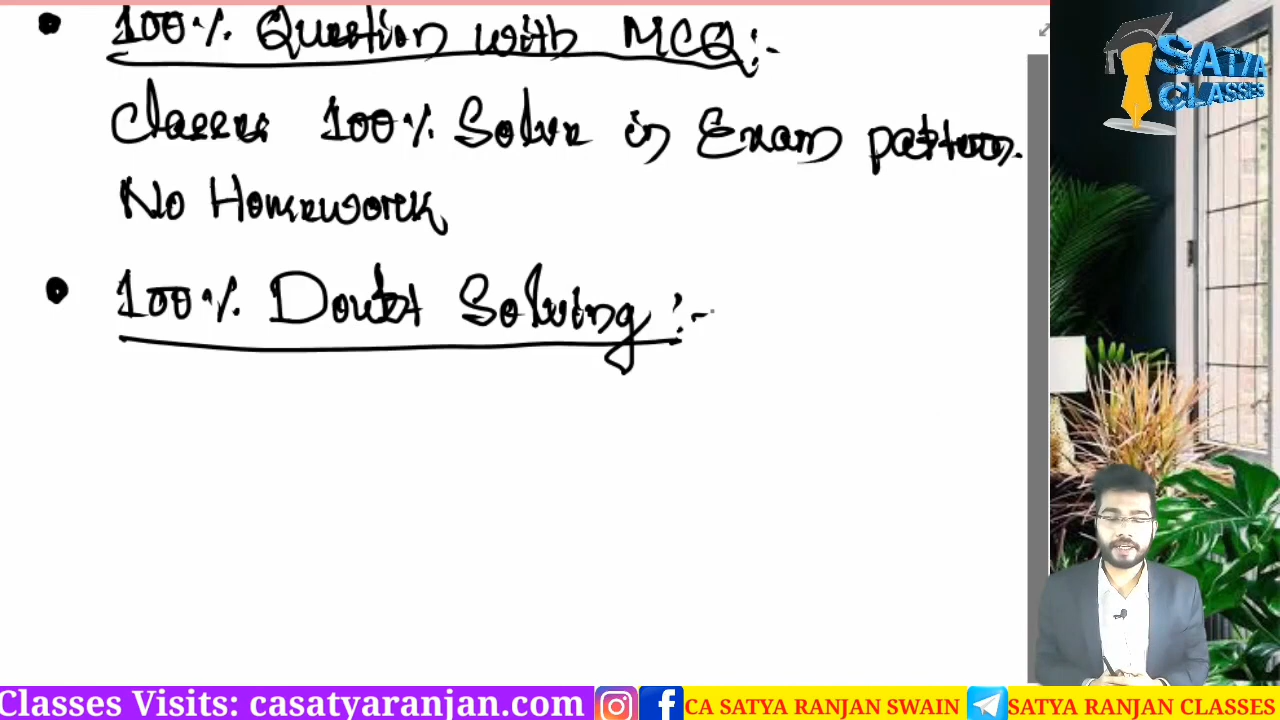 • 100% Question with MCQ:-
Classes 100% Solve in Exam pattern.
No Homework
• 100% Doubt Solving:-
SATYA
CLASSES
Classes Visits: casatyaranjan.com
CA SATYA RANJAN SWAIN
SATYA RANJAN CLASSES